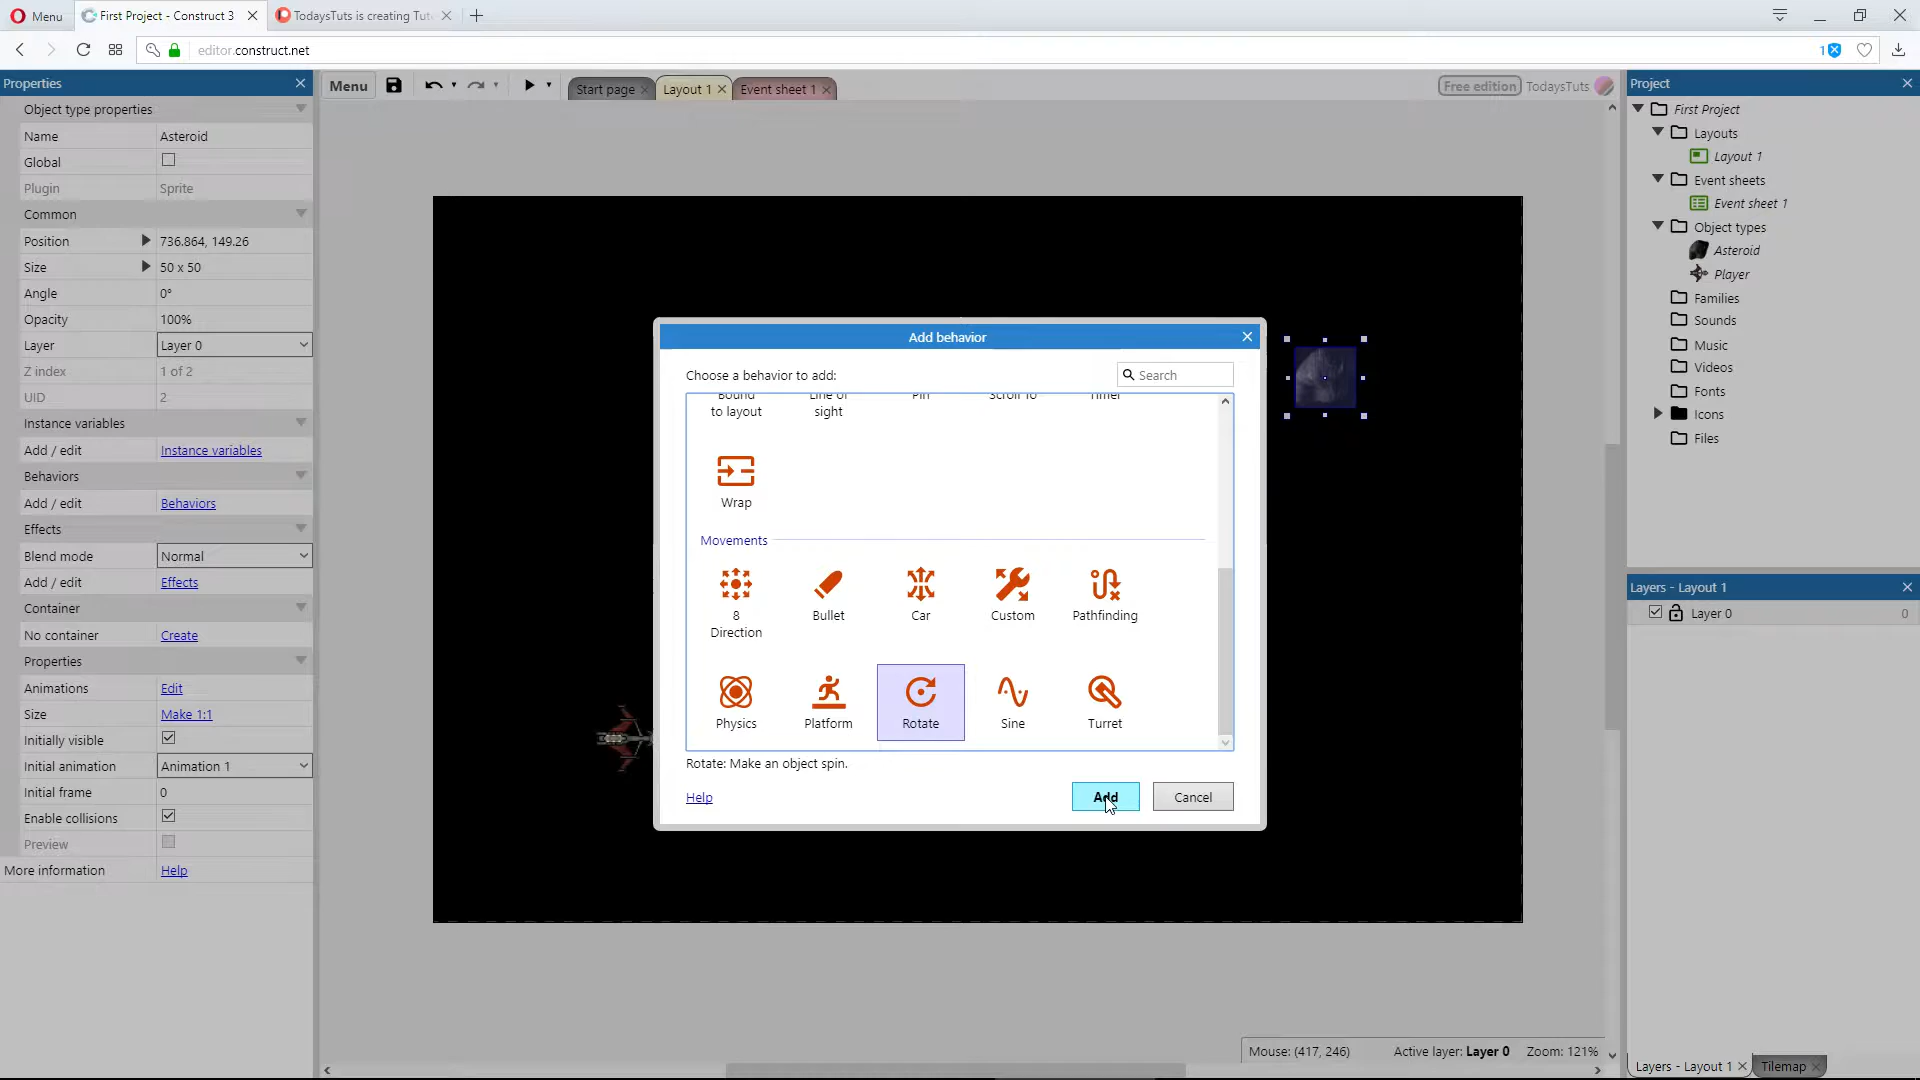 Menu
First Project - Construct 3
TodaysTuts is creating Tut
editor.construct.net
1
Properties
Object type properties
Name Asteroid
Global
Plugin Sprite
Common
Position 736.864, 149.26
Size 50 x 50
Angle 0°
Opacity 100%
Layer Layer 0
Z index 1 of 2
UID 2
Instance variables
Add / edit Instance variables
Behaviors
Add / edit Behaviors
Effects
Blend mode Normal
Add / edit Effects
Container
No container Create
Properties
Animations Edit
Size Make 1:1
Initially visible
Initial animation Animation 1
Initial frame 0
Enable collisions
Preview
More information Help
Menu
Start page
Layout 1
Event sheet 1
Free edition TodaysTuts
Add behavior
Choose a behavior to add:
Search
Bound to layout
Line of sight
Pin
Scroll To
Timer
Wrap
Movements
8 Direction
Bullet
Car
Custom
Pathfinding
Physics
Platform
Rotate
Sine
Turret
Rotate: Make an object spin.
Help
Add
Cancel
Mouse: (417, 246) Active layer: Layer 0 Zoom: 121%
Project
First Project
Layouts
Layout 1
Event sheets
Event sheet 1
Object types
Asteroid
Player
Families
Sounds
Music
Videos
Fonts
Icons
Files
Layers - Layout 1
Layer 0 0
Layers - Layout 1
Tilemap